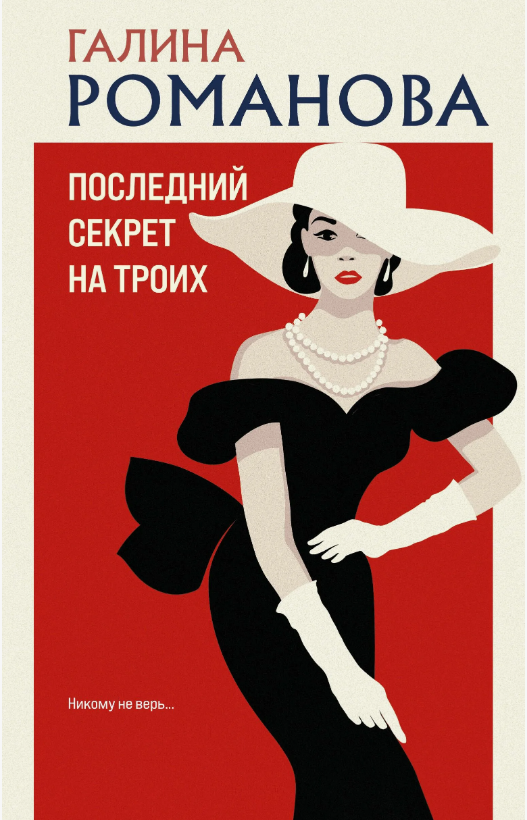 ГАЛИНА
РОМАНОВА
ПОСЛЕДНИЙ
СЕКРЕТ
НА ТРОИХ
Никому не верь...